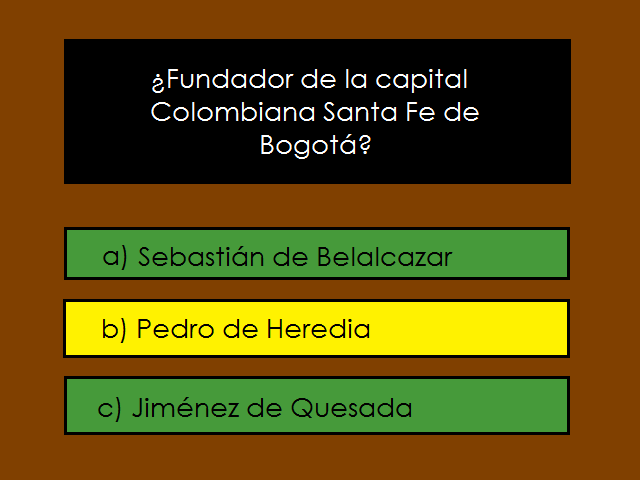 ¿Fundador de la capital
Colombiana Santa Fe de
Bogotá?
a) Sebastián de Belalcazar
b) Pedro de Heredia
c) Jiménez de Quesada